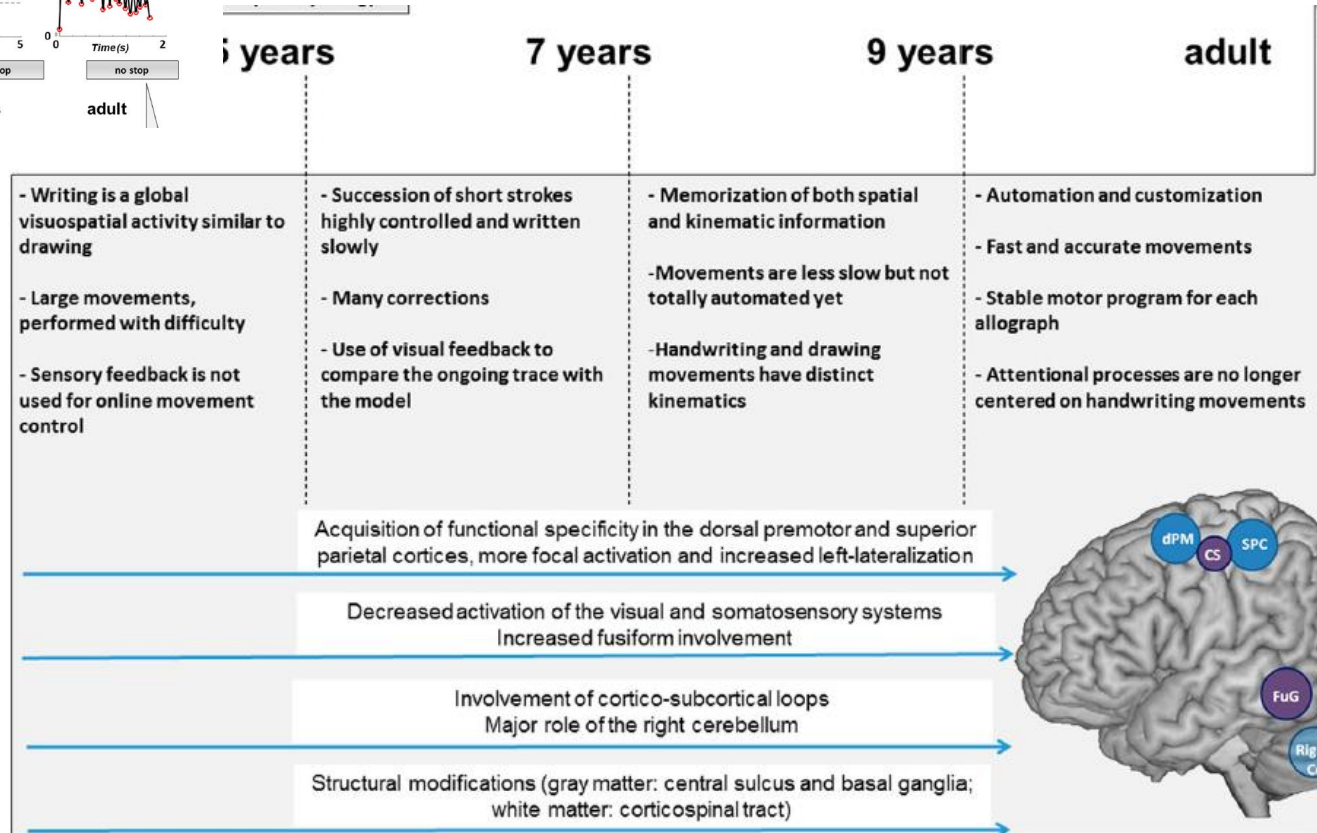 0
5
0
Time(s)
2
no stop
adult
years
7 years
9 years
adult
- Writing is a global
visuospatial activity similar to
drawing
- Large movements,
performed with difficulty
- Sensory feedback is not
used for online movement
control
- Succession of short strokes
highly controlled and written
slowly
- Many corrections
- Use of visual feedback to
compare the ongoing trace with
the model
- Memorization of both spatial
and kinematic information
-Movements are less slow but not
totally automated yet
-Handwriting and drawing
movements have distinct
kinematics
- Automation and customization
- Fast and accurate movements
- Stable motor program for each
allograph
- Attentional processes are no longer
centered on handwriting movements
Acquisition of functional specificity in the dorsal premotor and superior
parietal cortices, more focal activation and increased left-lateralization
Decreased activation of the visual and somatosensory systems
Increased fusiform involvement
Involvement of cortico-subcortical loops
Major role of the right cerebellum
Structural modifications (gray matter: central sulcus and basal ganglia;
white matter: corticospinal tract)
dPM
CS
SPC
FuG